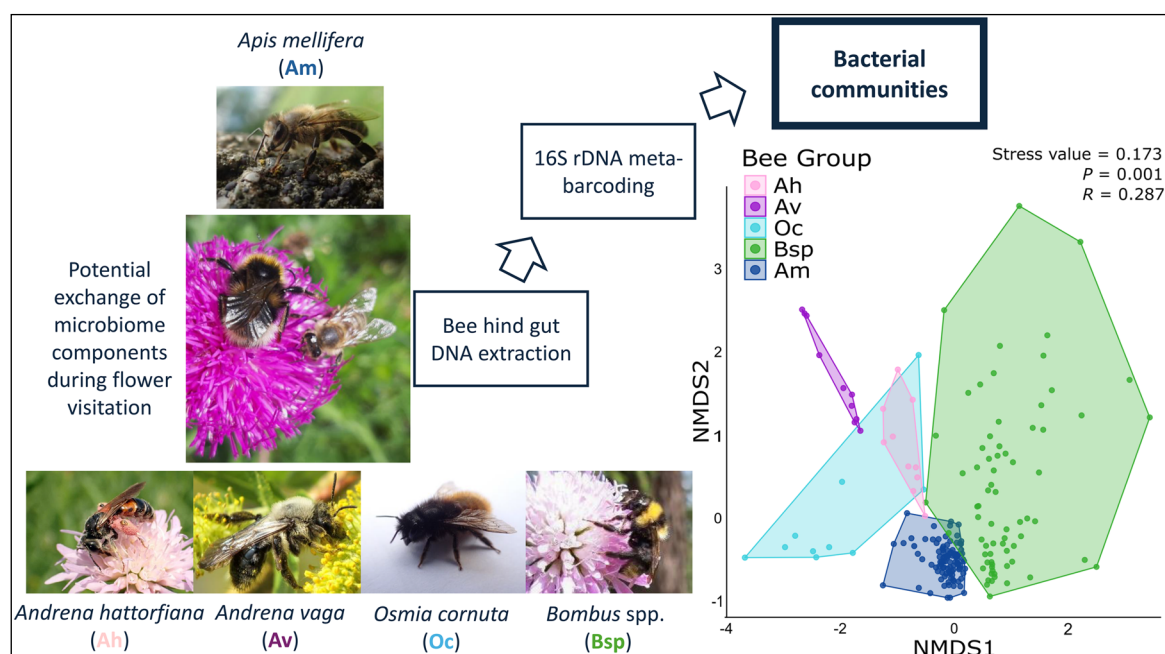 Apis mellifera
(Am)
Potential
exchange of
microbiome
components
during flower
visitation
Bee hind gut
DNA extraction
16S rDNA meta-
barcoding
Bacterial
communities
Andrena hattorfiana
(Ah)
Andrena vaga
(Av)
Osmia cornuta
(Oc)
Bombus spp.
(Bsp)
Bee Group
Ah
Av
Oc
Bsp
Am
Stress value = 0.173
P = 0.001
R = 0.287
NMDS2
3
2
1
0
-1
-4
-2
0
2
NMDS1